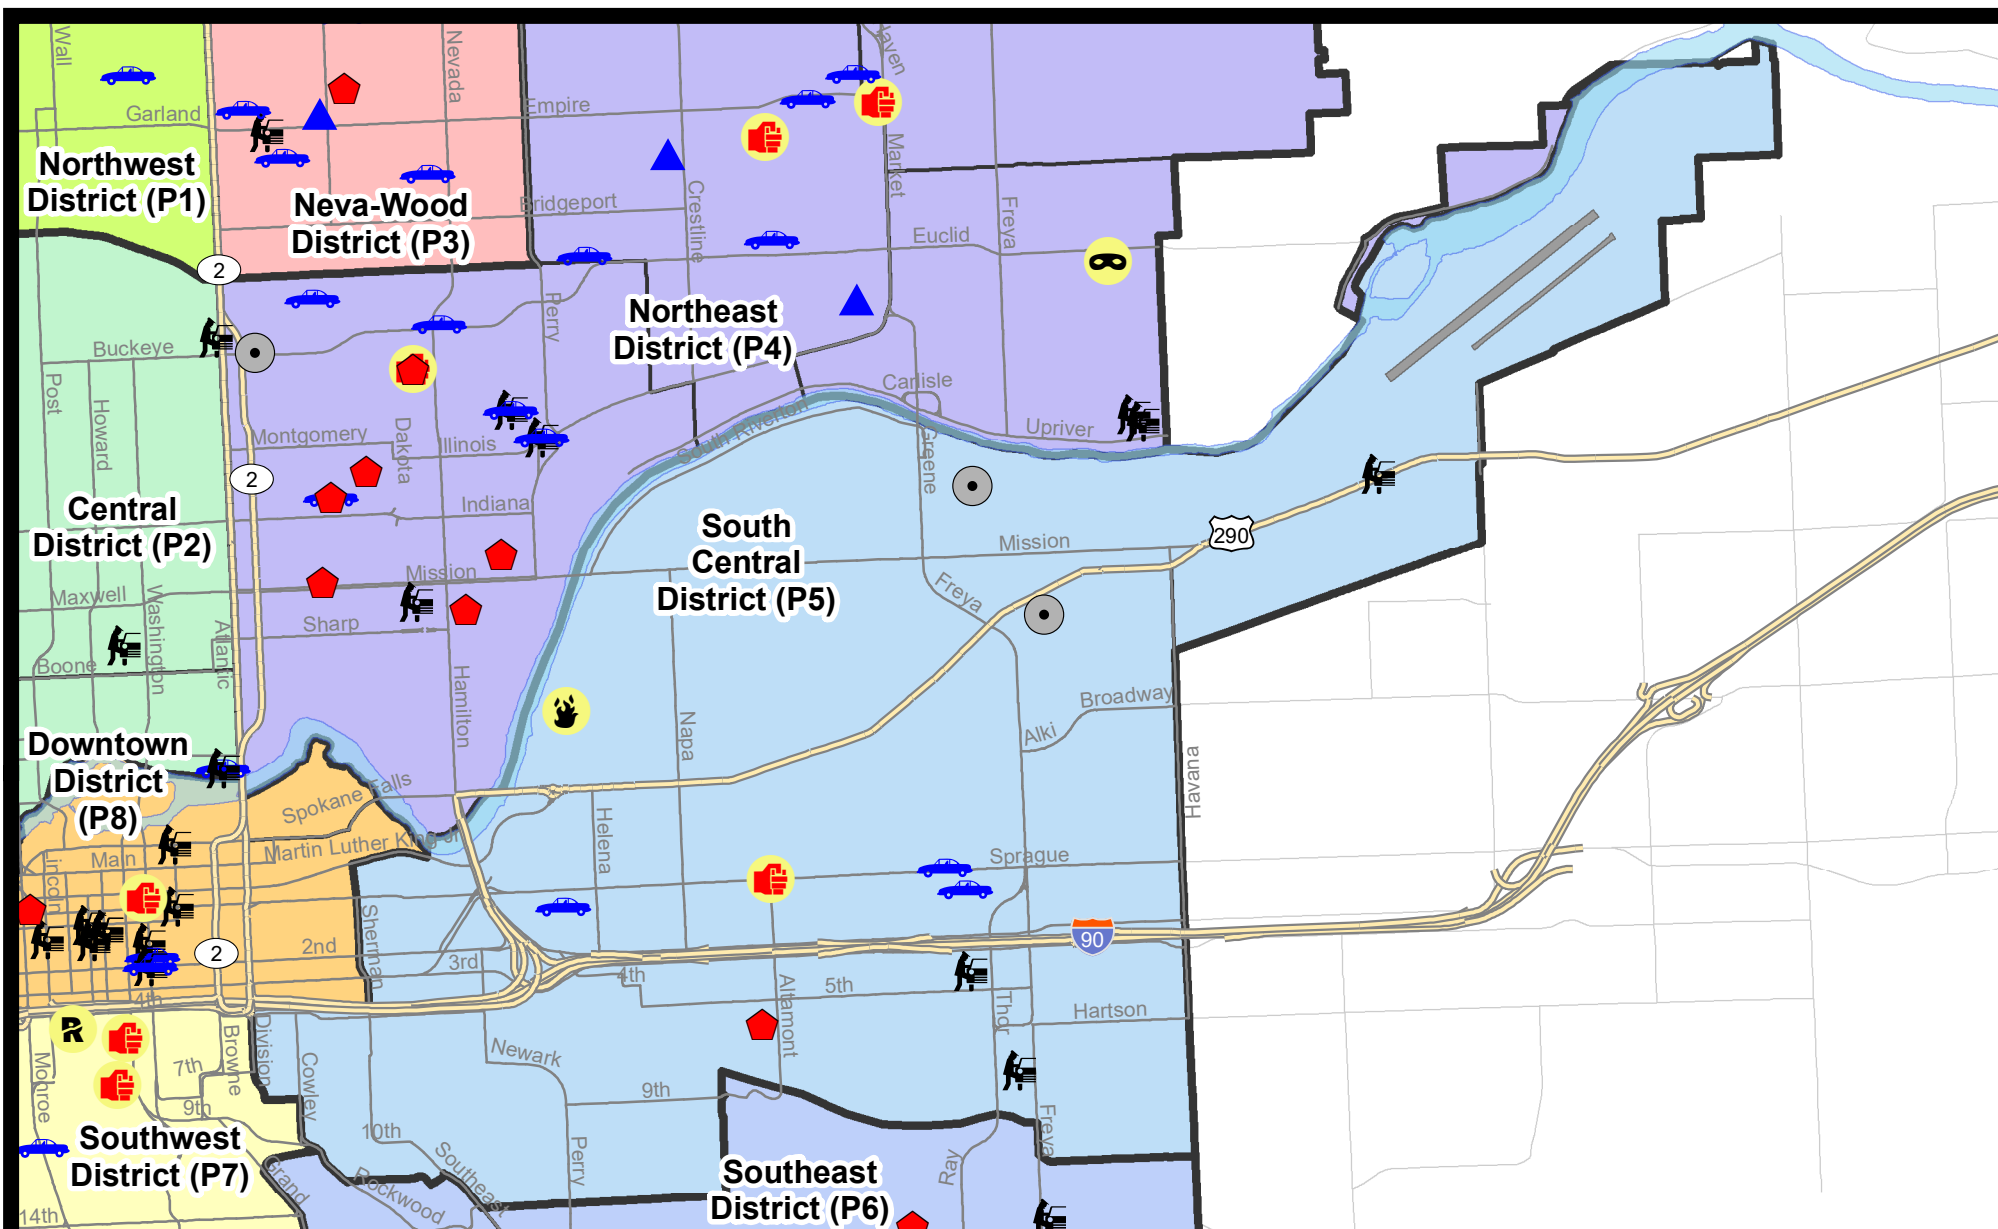 Wall
Nevada
Haven
Garland
Empire
Northwest
District (P1)
Market
Neva-Wood
District (P3)
Bridgeport
Crestline
Freya
Euclid
2
Perry
Northeast
District (P4)
Buckeye
Post
Howard
Carlisle
South Riverton
Upriver
Greene
Montgomery
Dakota
Illinois
2
Indiana
Central
District (P2)
South
Central
District (P5)
290
Mission
Mission
Maxwell
Washington
Atlantic
Sharp
Freya
Boone
Hamilton
Napa
Broadway
Alki
Havana
Downtown
District
(P8)
Spokane Falls
Martin Luther King Jr
Helena
Main
Lincoln
Sprague
Sherman
2nd
2
3rd
4th
90
5th
4th
Altamont
Thor
Hartson
R
Monroe
Browne
Division
Cowley
7th
9th
Newark
9th
10th
Southeast
Perry
Freya
Ray
Southwest
District (P7)
Grand
Rockwood
Southeast
District (P6)
14th